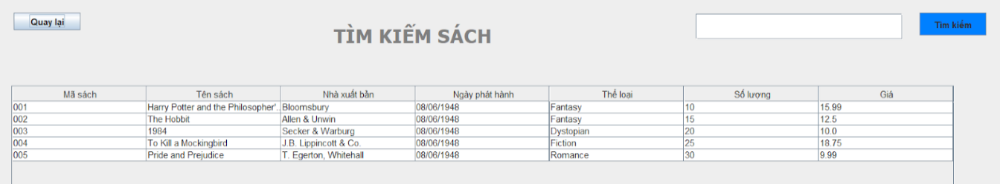 Quay lại
TÌM KIẾM SÁCH
Tìm kiếm
Mã sách Tên sách Nhà xuất bản Ngày phát hành Thể loại Số lượng Giá
001 Harry Potter and the Philosopher'... Bloomsbury 08/06/1948 Fantasy 10 15.99
002 The Hobbit Allen & Unwin 08/06/1948 Fantasy 15 12.5
003 1984 Secker & Warburg 08/06/1948 Dystopian 20 10.0
004 To Kill a Mockingbird J.B. Lippincott & Co. 08/06/1948 Fiction 25 18.75
005 Pride and Prejudice T. Egerton, Whitehall 08/06/1948 Romance 30 9.99